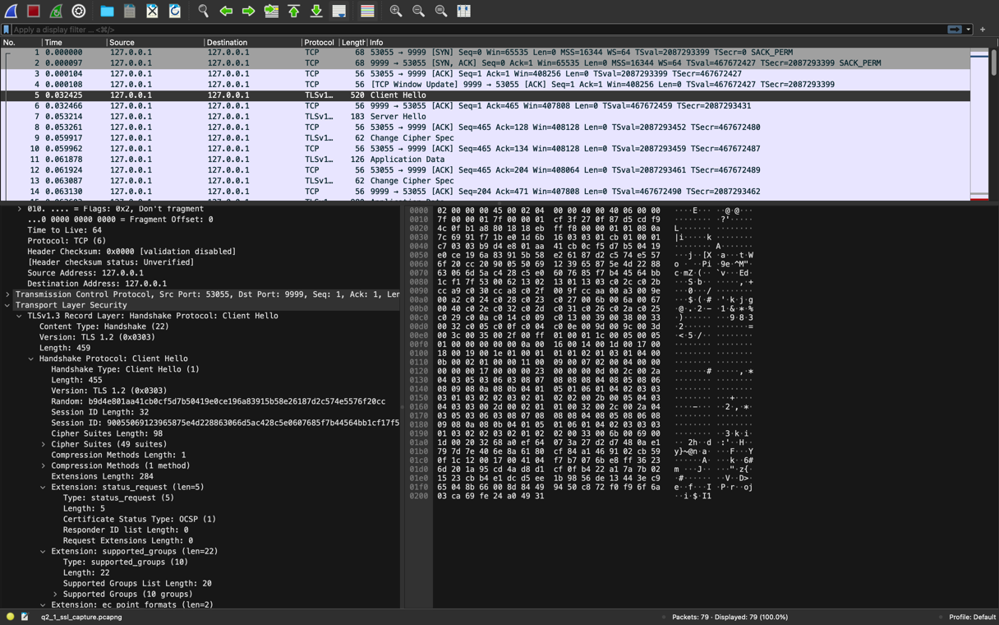 Apply a display filter ... <⌘/>
No. Time Source Destination Protocol Length Info
1 0.000000 127.0.0.1 127.0.0.1 TCP 68 53055 → 9999 [SYN] Seq=0 Win=65535 Len=0 MSS=16344 WS=64 TSval=2087293399 TSecr=0 SACK_PERM
2 0.000097 127.0.0.1 127.0.0.1 TCP 68 9999 → 53055 [SYN, ACK] Seq=0 Ack=1 Win=65535 Len=0 MSS=16344 WS=64 TSval=467672427 TSecr=2087293399 SACK_PERM
3 0.000104 127.0.0.1 127.0.0.1 TCP 56 53055 → 9999 [ACK] Seq=1 Ack=1 Win=408256 Len=0 TSval=2087293399 TSecr=467672427
4 0.000108 127.0.0.1 127.0.0.1 TCP 56 [TCP Window Update] 9999 → 53055 [ACK] Seq=1 Ack=1 Win=408256 Len=0 TSval=467672427 TSecr=2087293399
5 0.032425 127.0.0.1 127.0.0.1 TLSv1… 520 Client Hello
6 0.032466 127.0.0.1 127.0.0.1 TCP 56 9999 → 53055 [ACK] Seq=1 Ack=465 Win=407808 Len=0 TSval=467672459 TSecr=2087293431
7 0.053214 127.0.0.1 127.0.0.1 TLSv1… 183 Server Hello
8 0.053261 127.0.0.1 127.0.0.1 TCP 56 53055 → 9999 [ACK] Seq=465 Ack=128 Win=408128 Len=0 TSval=2087293452 TSecr=467672480
9 0.059917 127.0.0.1 127.0.0.1 TLSv1… 62 Change Cipher Spec
10 0.059962 127.0.0.1 127.0.0.1 TCP 56 53055 → 9999 [ACK] Seq=465 Ack=134 Win=408128 Len=0 TSval=2087293459 TSecr=467672487
11 0.061878 127.0.0.1 127.0.0.1 TLSv1… 126 Application Data
12 0.061924 127.0.0.1 127.0.0.1 TCP 56 53055 → 9999 [ACK] Seq=465 Ack=204 Win=408064 Len=0 TSval=2087293461 TSecr=467672489
13 0.063087 127.0.0.1 127.0.0.1 TLSv1… 62 Change Cipher Spec
14 0.063130 127.0.0.1 127.0.0.1 TCP 56 9999 → 53055 [ACK] Seq=204 Ack=471 Win=407808 Len=0 TSval=467672490 TSecr=2087293462
010. .... = Flags: 0x2, Don't fragment
...0 0000 0000 0000 = Fragment Offset: 0
Time to Live: 64
Protocol: TCP (6)
Header Checksum: 0x0000 [validation disabled]
[Header checksum status: Unverified]
Source Address: 127.0.0.1
Destination Address: 127.0.0.1
Transmission Control Protocol, Src Port: 53055, Dst Port: 9999, Seq: 1, Ack: 1, Len
Transport Layer Security
TLSv1.3 Record Layer: Handshake Protocol: Client Hello
Content Type: Handshake (22)
Version: TLS 1.2 (0x0303)
Length: 459
Handshake Protocol: Client Hello
Handshake Type: Client Hello (1)
Length: 455
Version: TLS 1.2 (0x0303)
Random: b9d4e801aa41cb0cf5d7b50419e0ce196a83915b58e26187d2c574e5576f20cc
Session ID Length: 32
Session ID: 90055069123965875e4d228863066d5ac428c5e0607685f7b44564bb1cf17f5
Cipher Suites Length: 98
Cipher Suites (49 suites)
Compression Methods Length: 1
Compression Methods (1 method)
Extensions Length: 284
Extension: status_request (len=5)
Type: status_request (5)
Length: 5
Certificate Status Type: OCSP (1)
Responder ID list Length: 0
Request Extensions Length: 0
Extension: supported_groups (len=22)
Type: supported_groups (10)
Length: 22
Supported Groups List Length: 20
Supported Groups (10 groups)
Extension: ec_point_formats (len=2)
0000 02 00 00 00 45 00 02 04 00 00 40 00 40 06 00 00
0010 7f 00 00 01 7f 00 00 01 cf 3f 27 0f 87 d5 cd f9
0020 4c 0f b1 a8 80 18 18 eb ff f8 00 00 01 01 08 0a
0030 7c 69 91 f7 1b e0 1d 6b 16 03 03 01 cb 01 00 01
0040 c7 03 03 b9 d4 e8 01 aa 41 cb 0c f5 d7 b5 04 19
0050 e0 ce 19 6a 83 91 5b 58 e2 61 87 d2 c5 74 e5 57
0060 6f 20 cc 20 90 05 50 69 12 39 65 87 5e 4d 22 88
0070 63 06 6d 5a c4 28 c5 e0 60 76 85 f7 b4 45 64 bb
0080 1c f1 7f 53 00 62 13 02 13 01 13 03 c0 2c c0 2b
0090 cc a9 c0 30 cc a8 c0 2f 00 9f cc aa 00 a3 00 9e
00a0 00 a2 c0 24 c0 28 c0 23 c0 27 00 6b 00 6a 00 67
00b0 00 40 c0 2e c0 32 c0 2d c0 31 c0 26 c0 2a c0 25
00c0 c0 29 c0 0a c0 14 c0 09 c0 13 00 39 00 38 00 33
00d0 00 32 c0 05 c0 0f c0 04 c0 0e 00 9d 00 9c 00 3d
00e0 00 3c 00 35 00 2f 00 ff 01 00 01 1c 00 05 00 05
00f0 01 00 00 00 00 00 0a 00 16 00 14 00 1d 00 17 00
0100 18 00 19 00 1e 01 00 01 01 01 02 01 03 01 04 00
0110 0b 00 02 01 00 00 11 00 09 00 07 02 00 04 00 00
0120 00 00 00 17 00 00 00 23 00 00 00 0d 00 2c 00 2a
0130 04 03 05 03 06 03 08 07 08 08 08 04 08 05 08 06
0140 08 09 08 0a 08 0b 04 01 05 01 06 01 04 02 03 03
0150 03 01 03 02 02 03 02 01 02 02 00 2b 00 05 04 03
0160 04 03 03 00 2d 00 02 01 01 00 32 00 2c 00 2a 04
0170 03 05 03 06 03 08 07 08 08 08 04 08 05 08 06 08
0180 09 08 0a 08 0b 04 01 05 01 06 01 04 02 03 03 03
0190 01 03 02 02 03 02 01 02 02 00 33 00 6b 00 69 00
01a0 1d 00 20 32 68 a0 ef 64 07 3a 27 d2 d7 48 0a e1
01b0 79 7d 7e 40 6e 8a 61 80 cf 84 a1 46 91 02 cb 59
01c0 0f 1c 12 00 17 00 41 04 f7 b7 07 6b e8 ff 36 23
01d0 6d 20 1a 95 cd 4a d8 d1 cf 0f b4 22 a1 7a 7b 02
01e0 15 23 cb b4 e1 dc d5 ee 1b 98 56 de 13 44 3e c9
01f0 65 04 8b 66 00 8d 84 49 94 50 c8 72 f0 f9 6f 6a
0200 03 ca 69 fe 24 a0 49 31
q2_1_ssl_capture.pcapng
Packets: 79 · Displayed: 79 (100.0%)
Profile: Default